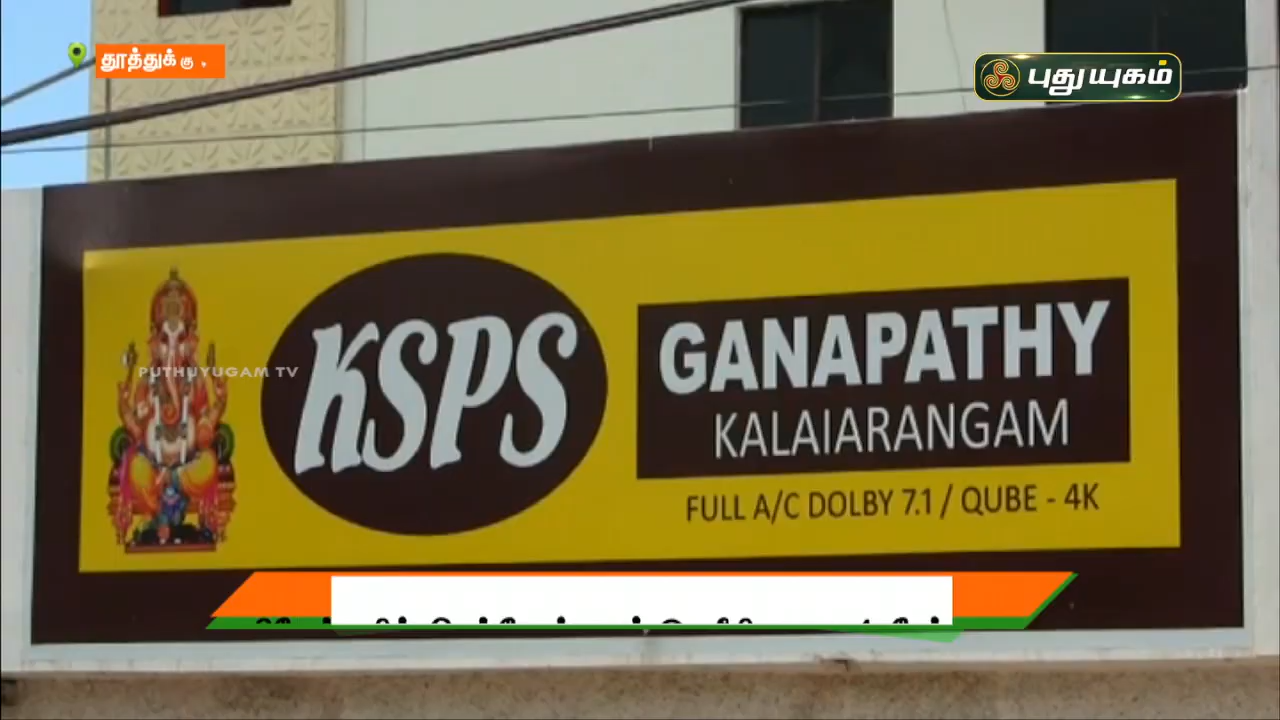 தூத்துக்கு
புதுயுகம்
PUTHUYUGAM TV
KSPS
GANAPATHY
KALAIARANGAM
FULL A/C DOLBY 7.1 / QUBE - 4K